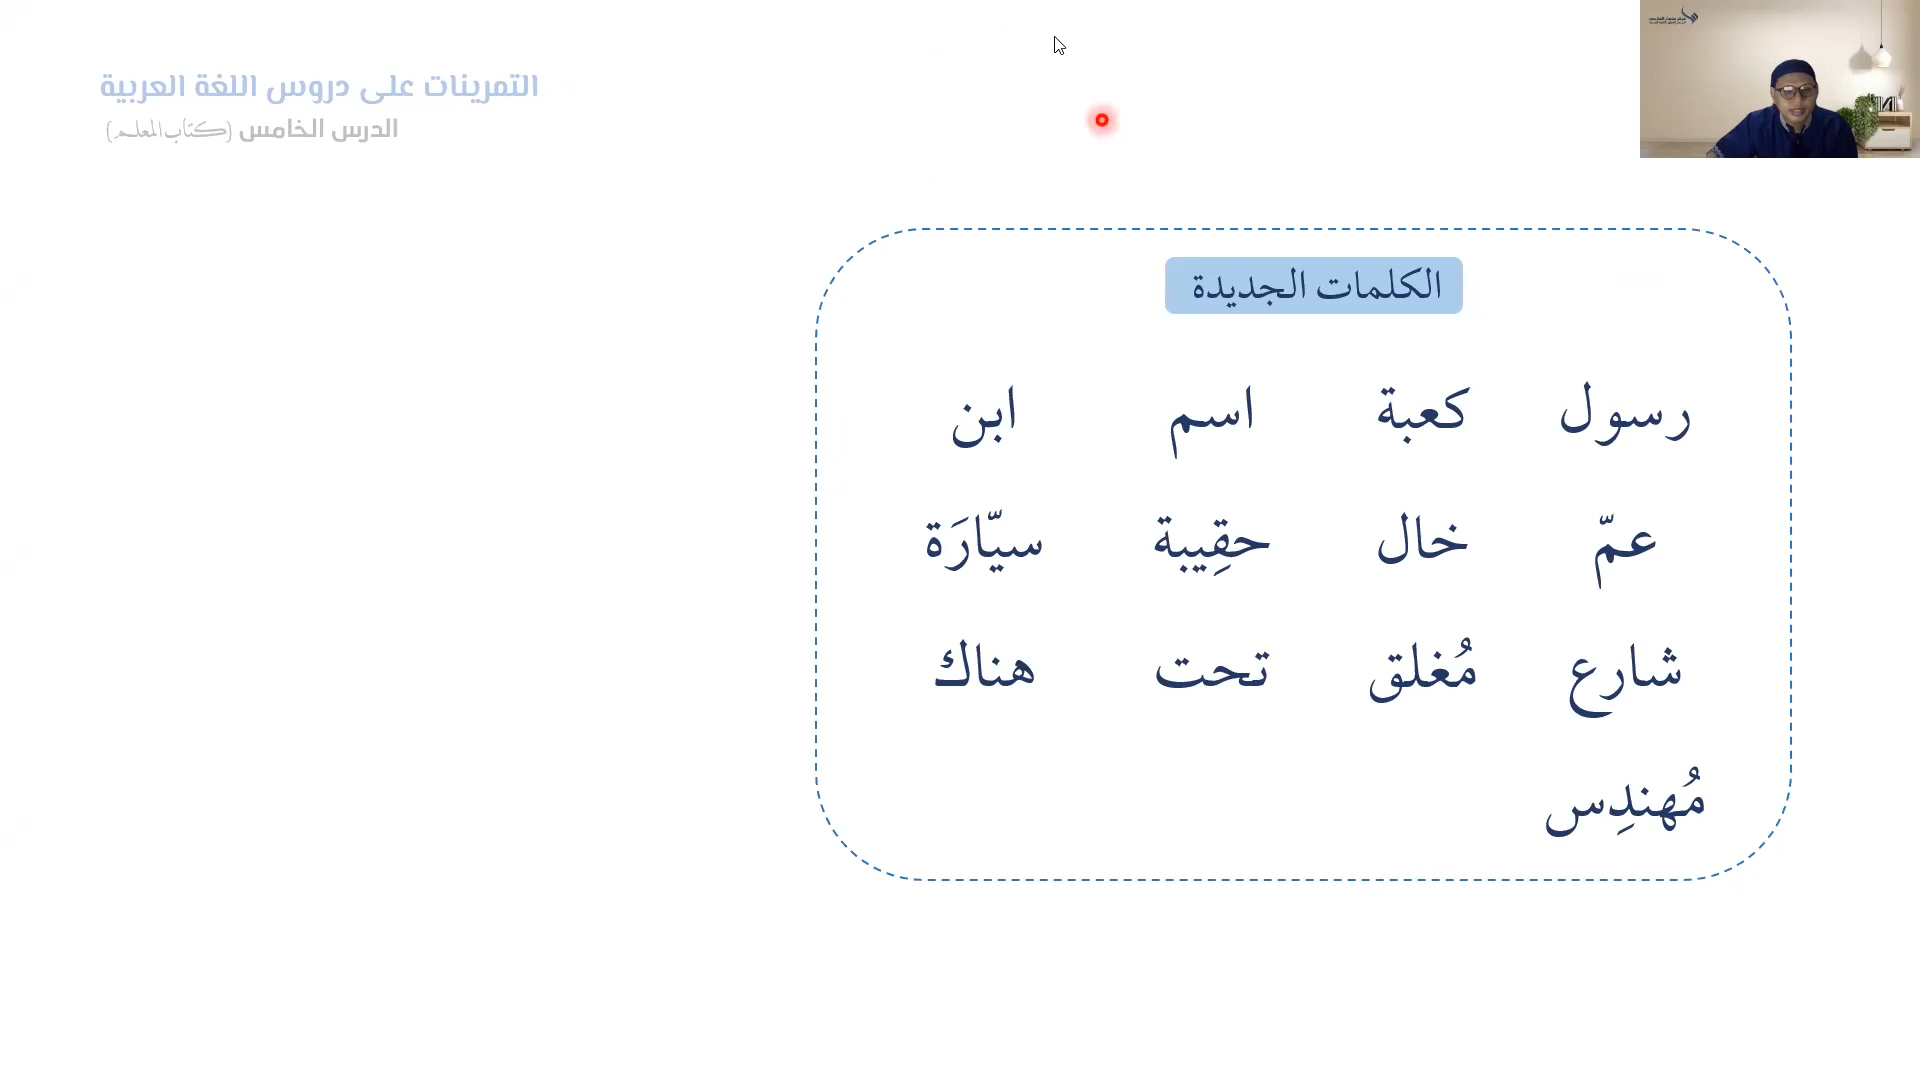 التمرينات على دروس اللغة العربية
الدرس الخامس (كتاب المعلم)
الكلمات الجديدة
رسول كعبة اسم ابن
عمّ خال حقِيبة سيّارَة
شارع مُغلق تحت هناك
مُهندِس